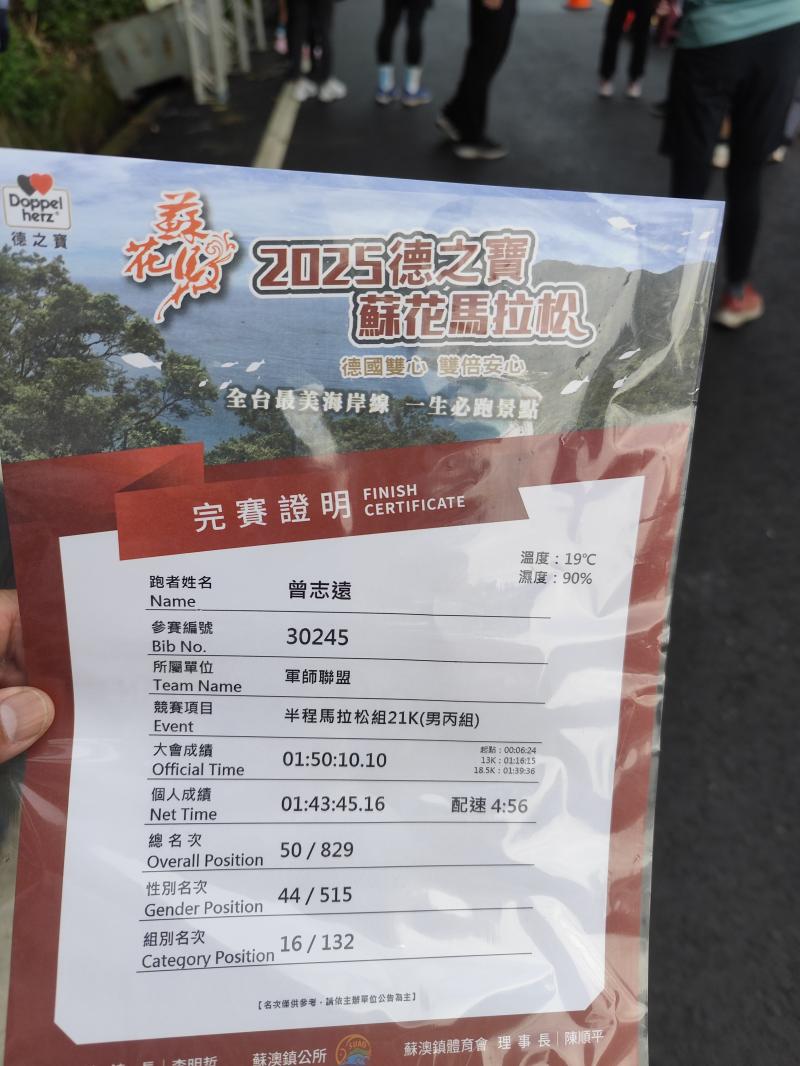 Doppel
herz®
德之寶
蘇花馬
2025德之寶
蘇花馬拉松
德國雙心 雙倍安心
全台最美海岸線 一生必跑景點
完賽證明 FINISH CERTIFICATE
溫度：19℃
濕度：90%
跑者姓名
Name
曾志遠
參賽編號
Bib No.
30245
所屬單位
Team Name
軍師聯盟
競賽項目
Event
半程馬拉松組21K(男丙組)
大會成績
Official Time
01:50:10.10
起點：00:06:24
13K：01:16:15
18.5K：01:39:36
個人成績
Net Time
01:43:45.16
配速 4:56
總名次
Overall Position
50 / 829
性別名次
Gender Position
44 / 515
組別名次
Category Position
16 / 132
【名次僅供參考，請依主辦單位公告為主】
蘇澳鎮公所
長｜李明哲
蘇澳鎮體育會 理事長｜陳順平